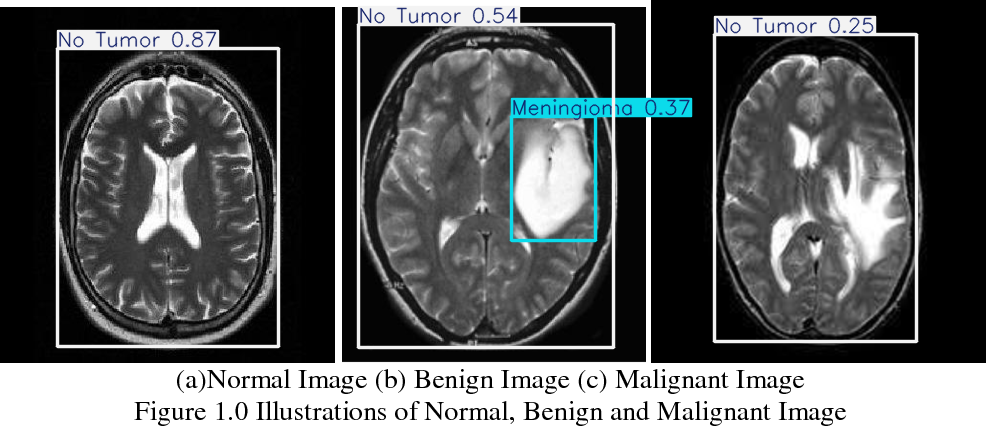 No Tumor 0.87
No Tumor 0.54
Meningioma 0.37
No Tumor 0.25
(a)Normal Image (b) Benign Image (c) Malignant Image
Figure 1.0 Illustrations of Normal, Benign and Malignant Image